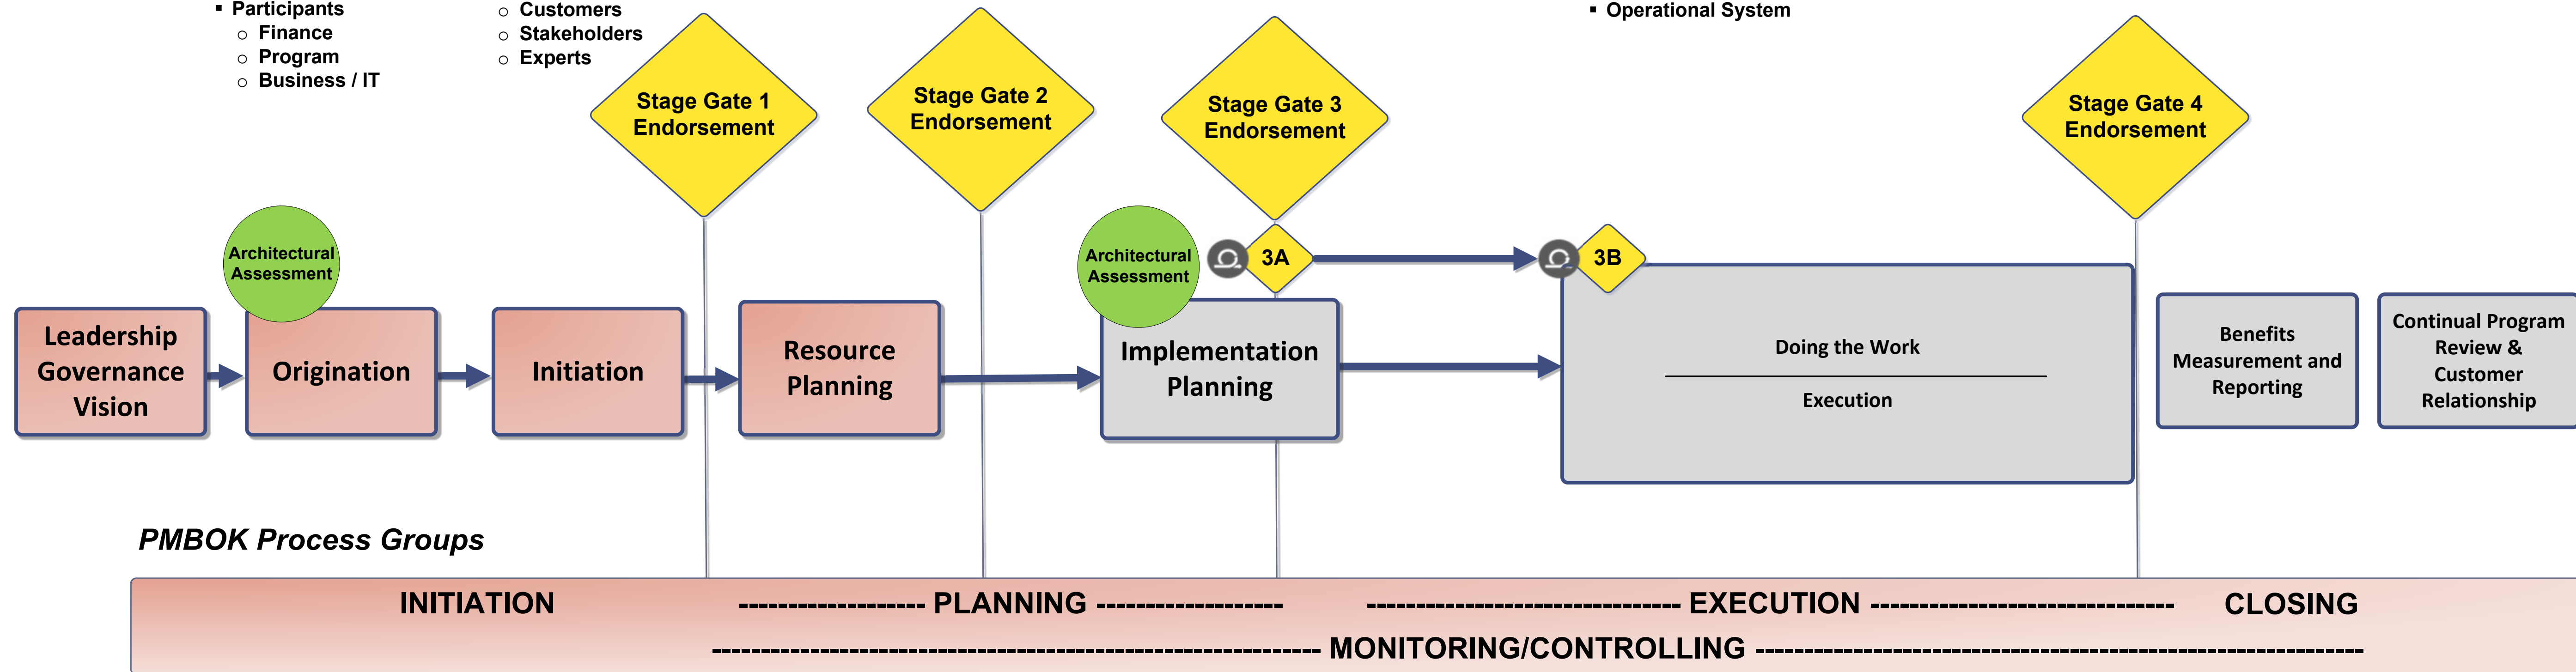 ▪ Participants
○ Finance
○ Program
○ Business / IT
○ Customers
○ Stakeholders
○ Experts
▪ Operational System
Stage Gate 1
Endorsement
Stage Gate 2
Endorsement
Stage Gate 3
Endorsement
Stage Gate 4
Endorsement
Architectural
Assessment
Architectural
Assessment
3A
3B
Leadership
Governance
Vision
Origination
Initiation
Resource
Planning
Implementation
Planning
Doing the Work
Execution
Benefits
Measurement and
Reporting
Continual Program
Review &
Customer
Relationship
PMBOK Process Groups
INITIATION
------------------- PLANNING -------------------
-------------------------------- EXECUTION -------------------------------
CLOSING
-------------------------------------------------------------- MONITORING/CONTROLLING --------------------------------------------------------------